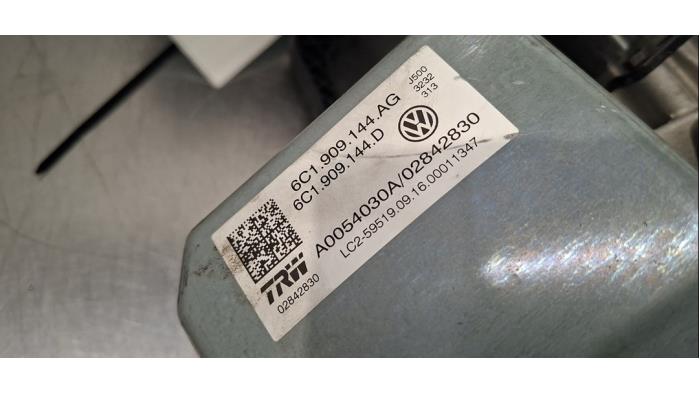 6C1.909.144.AG
6C1.909.144.D
J500
3232
313
A0054030A/02842830
LC2-59519.09.16.00011347
TRW
02842830